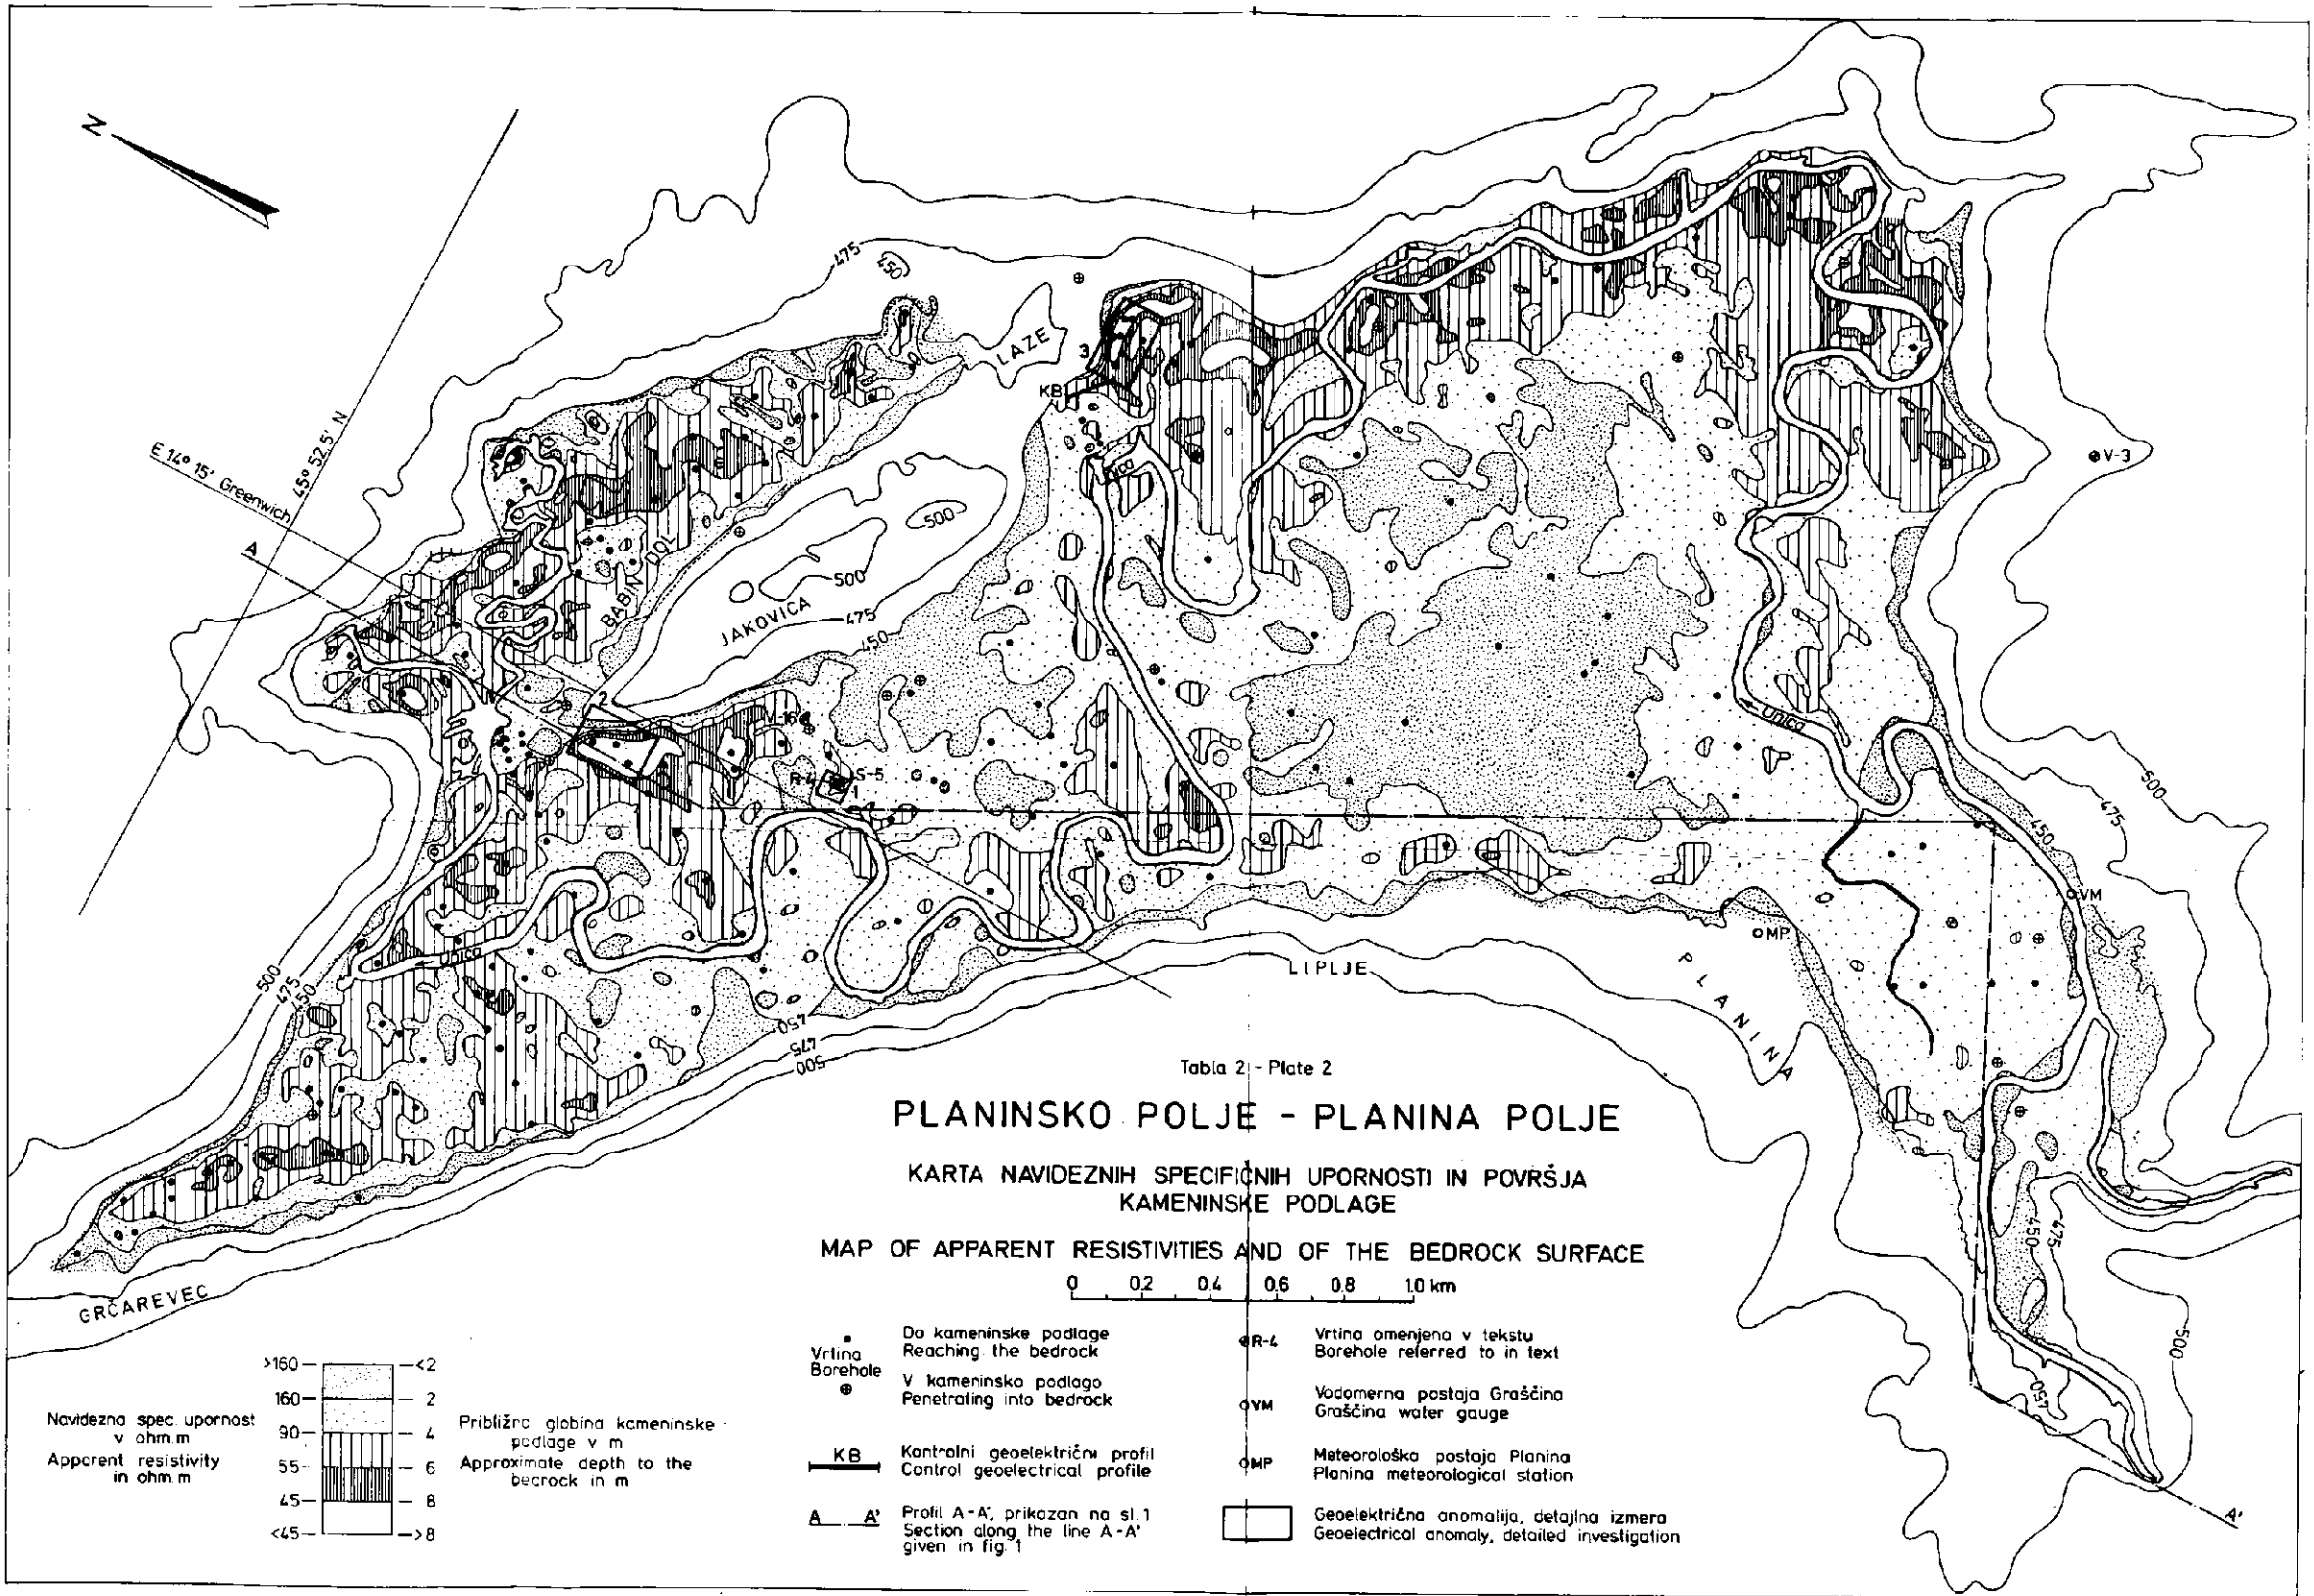 N
475
450
LAZE
3
KB
V-3
E 14° 15' Greenwich
45° 52.5' N
A
BABNI DOL
500
500
JAKOVICA
475
450
Unica
2
V-16
R-4
S-5
1
Unica
500
475
450
VM
MP
PLANINA
LIPLJE
Unica
500
475
450
450
475
500
GRČAREVEC
450
475
500
450
A'
Tabla 2 - Plate 2
PLANINSKO POLJE - PLANINA POLJE
KARTA NAVIDEZNIH SPECIFIČNIH UPORNOSTI IN POVRŠJA
KAMENINSKE PODLAGE
MAP OF APPARENT RESISTIVITIES AND OF THE BEDROCK SURFACE
0 0.2 0.4 0.6 0.8 1.0 km
Navidezna spec. upornost
v ohm.m
Apparent resistivity
in ohm.m
>160 <2
160 2
90 4
55 6
45 8
<45 >8
Približna globina kameninske
podlage v m
Approximate depth to the
becrock in m
Vrtina
Borehole
Do kameninske podlage
Reaching the bedrock
V kameninsko podlago
Penetrating into bedrock
KB
Kontrolni geoelektrični profil
Control geoelectrical profile
A A'
Profil A-A', prikazan na sl. 1
Section along the line A-A'
given in fig. 1
R-4
Vrtina omenjena v tekstu
Borehole referred to in text
VM
Vodomerna postaja Graščina
Graščina water gauge
MP
Meteorološka postaja Planina
Planina meteorological station
Geoelektrična anomalija, detajlna izmera
Geoelectrical anomaly, detailed investigation